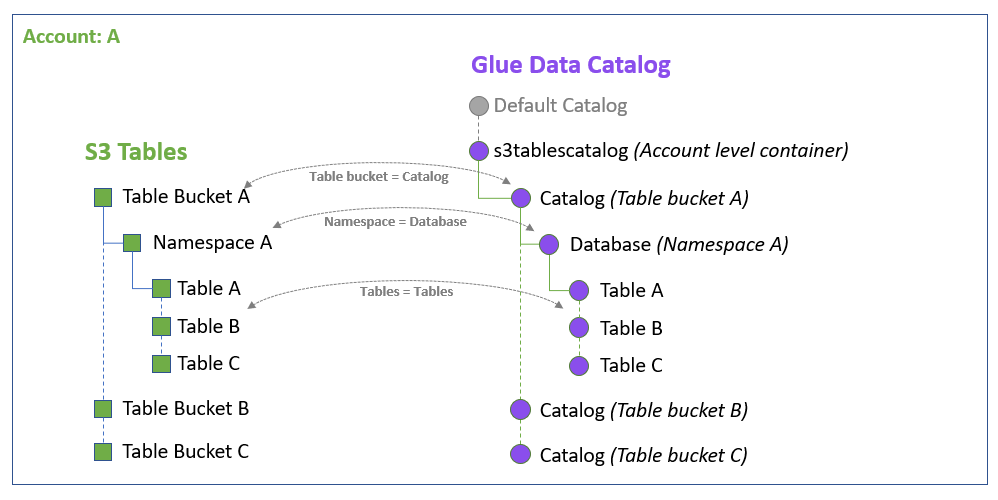 Account: A
Glue Data Catalog
Default Catalog
S3 Tables
s3tablescatalog (Account level container)
Table bucket = Catalog
Table Bucket A
Catalog (Table bucket A)
Namespace = Database
Namespace A
Database (Namespace A)
Table A
Tables = Tables
Table A
Table B
Table B
Table C
Table C
Table Bucket B
Catalog (Table bucket B)
Table Bucket C
Catalog (Table bucket C)